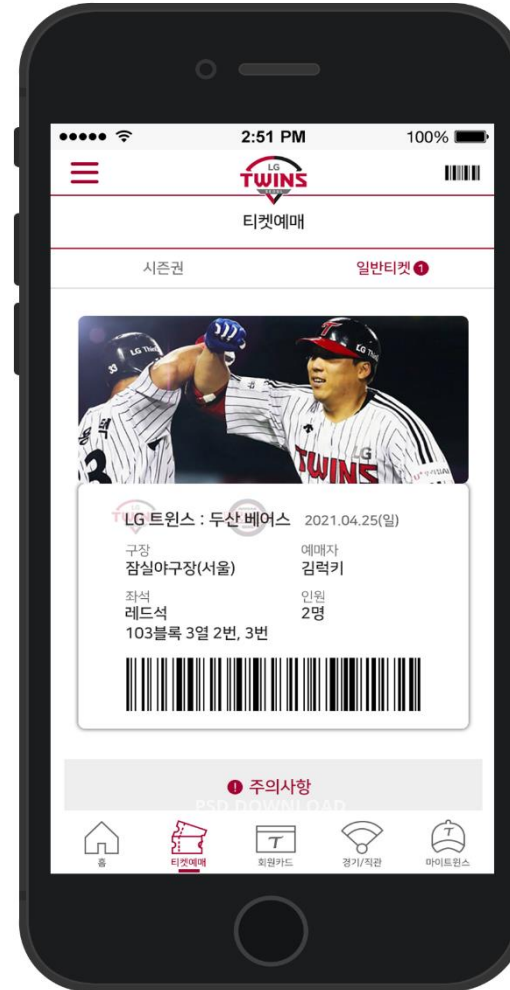 2:51 PM
100%
LG
TWINS
티켓예매
시즌권
일반티켓 1
33
LG
TWINS
LG 트윈스 : 두산 베어스 2021.04.25(일)
구장
잠실야구장(서울)
예매자
김럭키
좌석
레드석
103블록 3열 2번, 3번
인원
2명
! 주의사항
PSD DOWNLOAD
홈
티켓예매
회원카드
경기/직관
마이트윈스